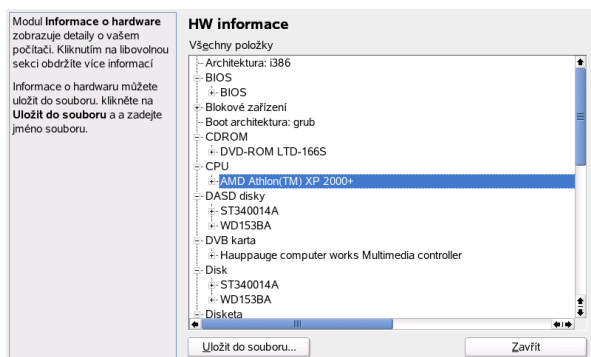 Modul Informace o hardware
zobrazuje detaily o vašem
počítači. Kliknutím na libovolnou
sekci obdržíte více informací
Informace o hardwaru můžete
uložit do souboru. klikněte na
Uložit do souboru a a zadejte
jméno souboru.
HW informace
Všechny položky
Architektura: i386
BIOS
BIOS
Blokové zařízení
Boot architektura: grub
CDROM
DVD-ROM LTD-166S
CPU
AMD Athlon(TM) XP 2000+
DASD disky
ST340014A
WD153BA
DVB karta
Hauppauge computer works Multimedia controller
Disk
ST340014A
WD153BA
Disketa
Uložit do souboru...
Zavřít